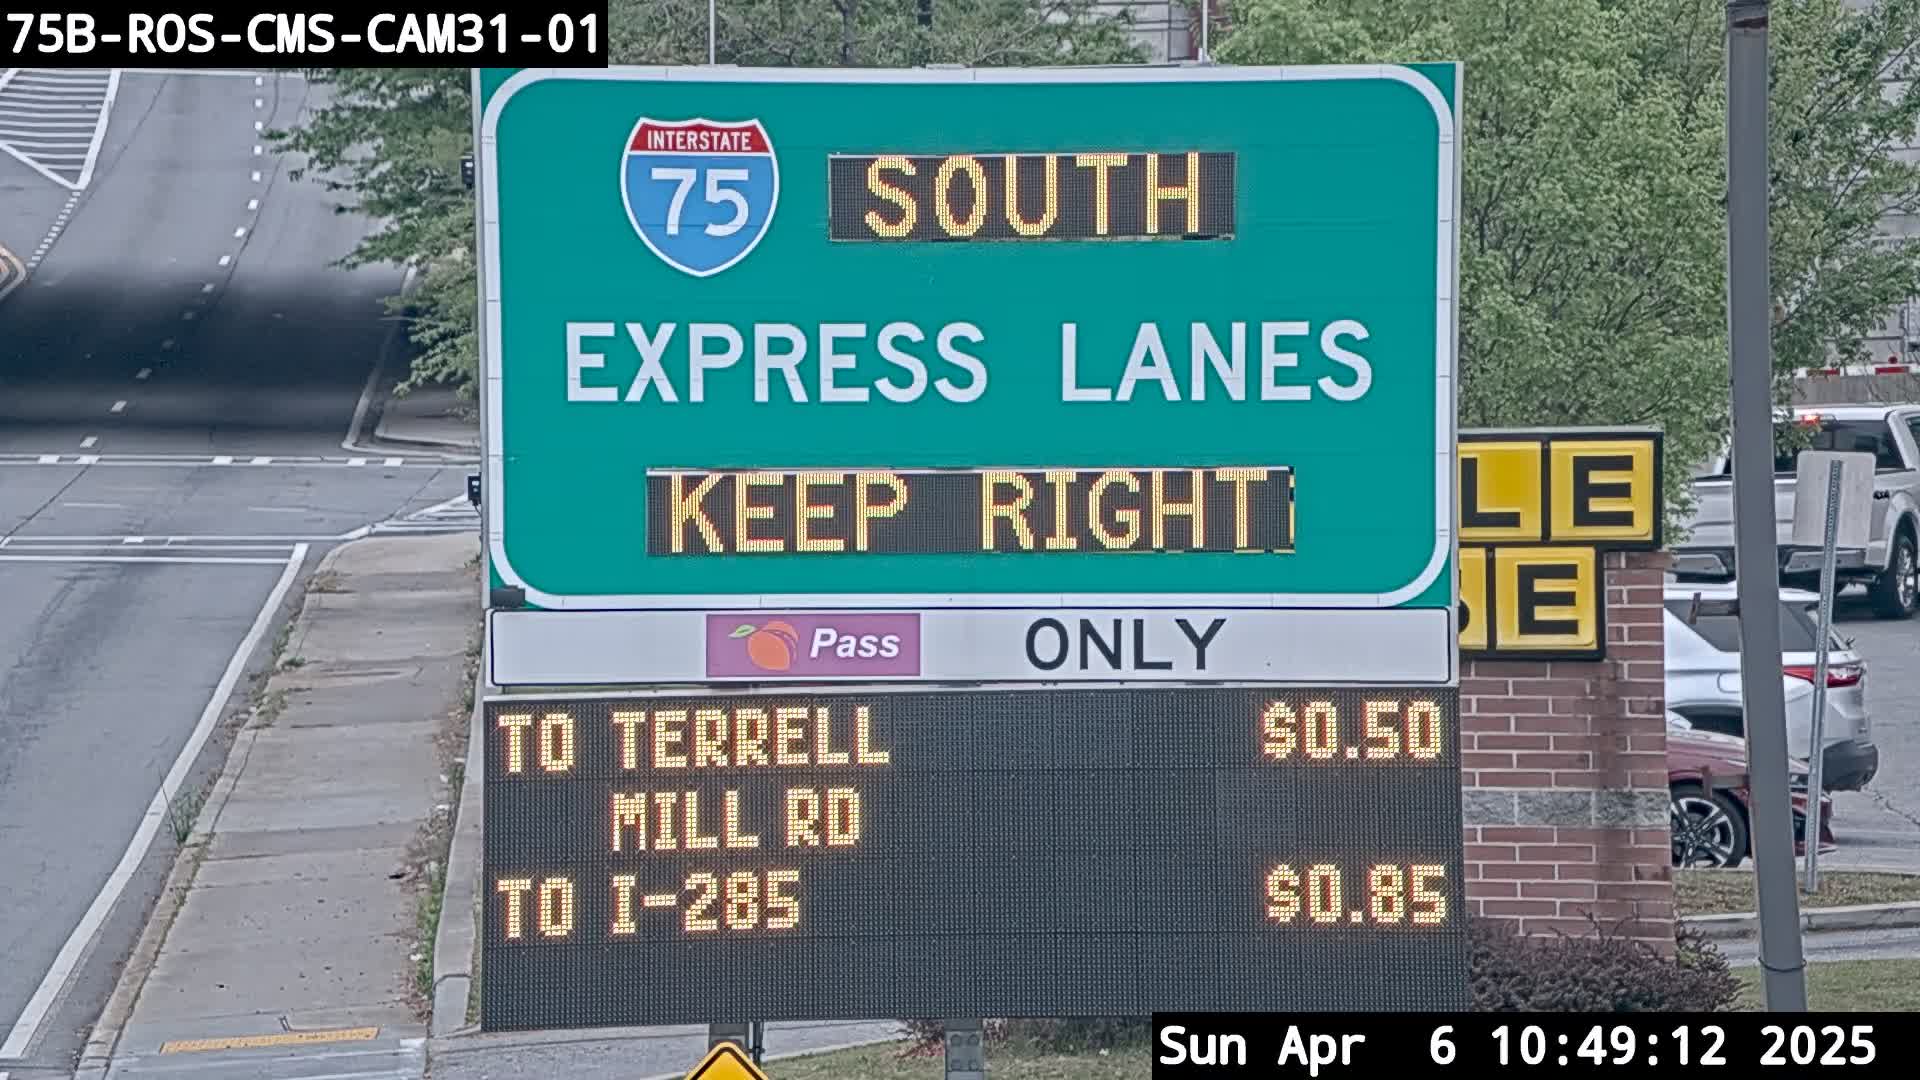 75B-ROS-CMS-CAM31-01
INTERSTATE
75
SOUTH
EXPRESS LANES
KEEP RIGHT
Pass ONLY
TO TERRELL $0.50
MILL RD
TO I-285 $0.85
LE
E
Sun Apr 6 10:49:12 2025